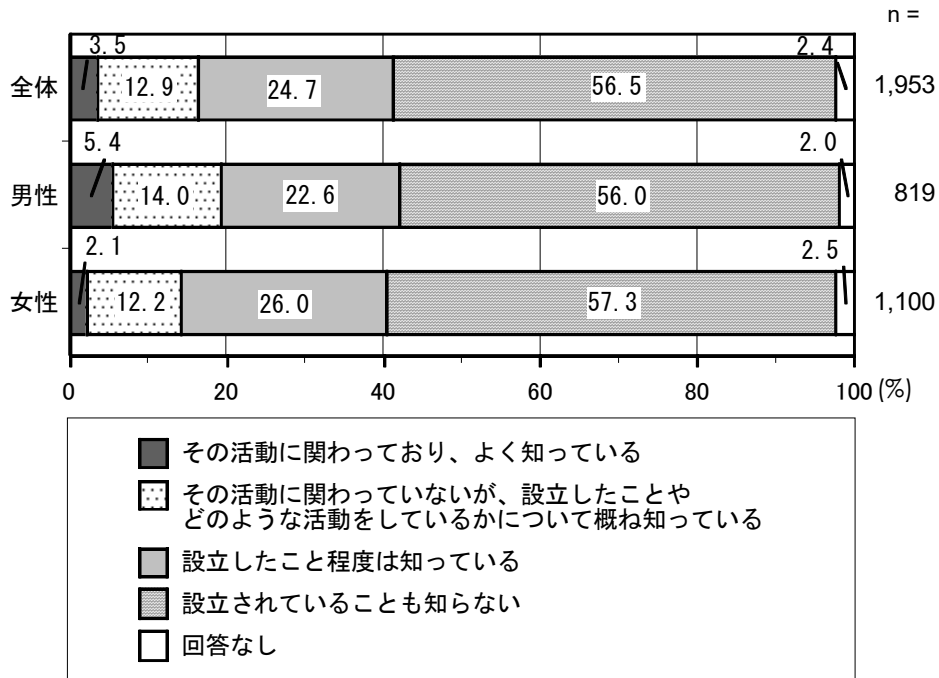 n =
3.5
2.4
全体
12.9
24.7
56.5
1,953
5.4
2.0
男性
14.0
22.6
56.0
819
2.1
2.5
女性
12.2
26.0
57.3
1,100
0 20 40 60 80 100 (%)
その活動に関わっており、よく知っている
その活動に関わっていないが、設立したことや
どのような活動をしているかについて概ね知っている
設立したこと程度は知っている
設立されていることも知らない
回答なし